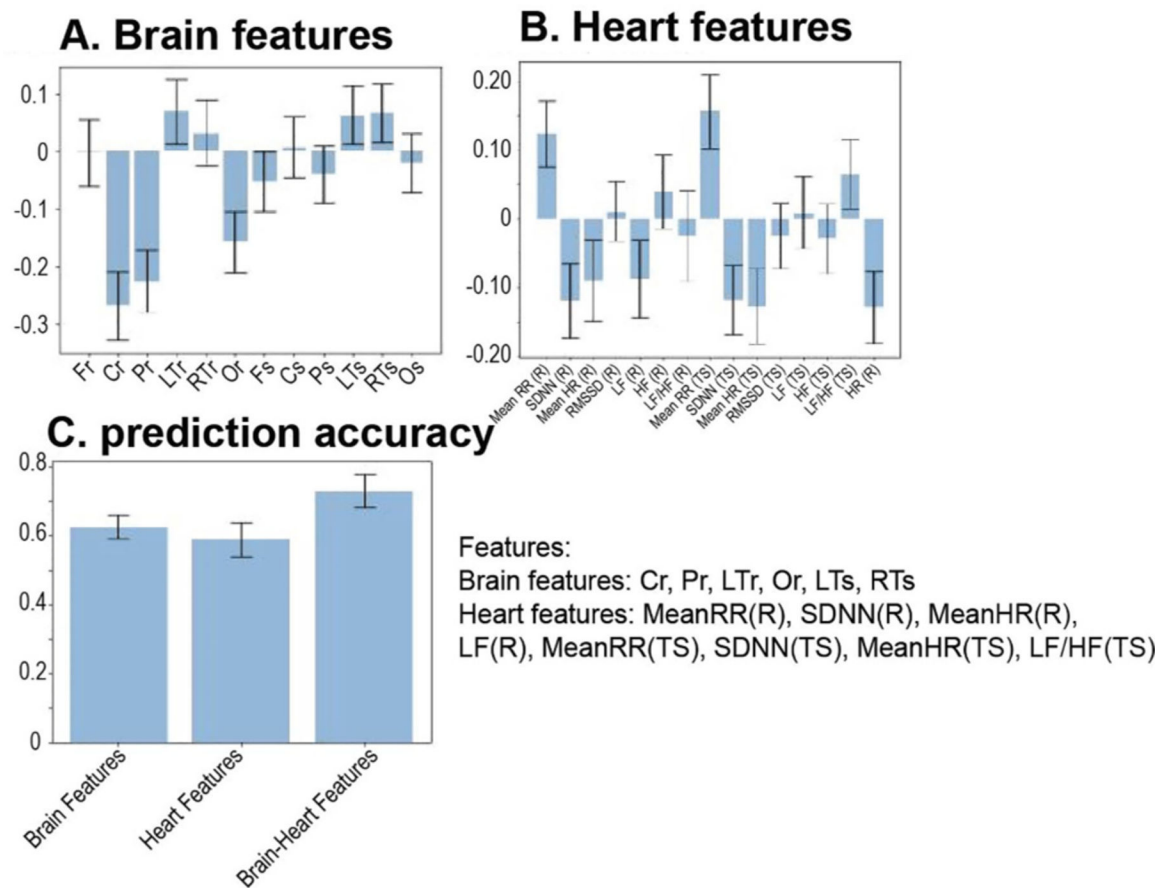 A. Brain features
0.1
0
-0.1
-0.2
-0.3
Fr Cr Pr LTr RTr Or Fs Cs Ps LTs RTs Os
B. Heart features
0.20
0.10
0
-0.10
-0.20
Mean RR (R) SDNN (R) Mean HR (R) RMSSD (R) LF (R) HF (R) LF/HF (R) Mean RR (TS) SDNN (TS) Mean HR (TS) RMSSD (TS) LF (TS) HF (TS) LF/HF (TS) HR (R)
C. prediction accuracy
0.8
0.6
0.4
0.2
0
Brain Features
Heart Features
Brain-Heart Features
Features:
Brain features: Cr, Pr, LTr, Or, LTs, RTs
Heart features: MeanRR(R), SDNN(R), MeanHR(R),
LF(R), MeanRR(TS), SDNN(TS), MeanHR(TS), LF/HF(TS)